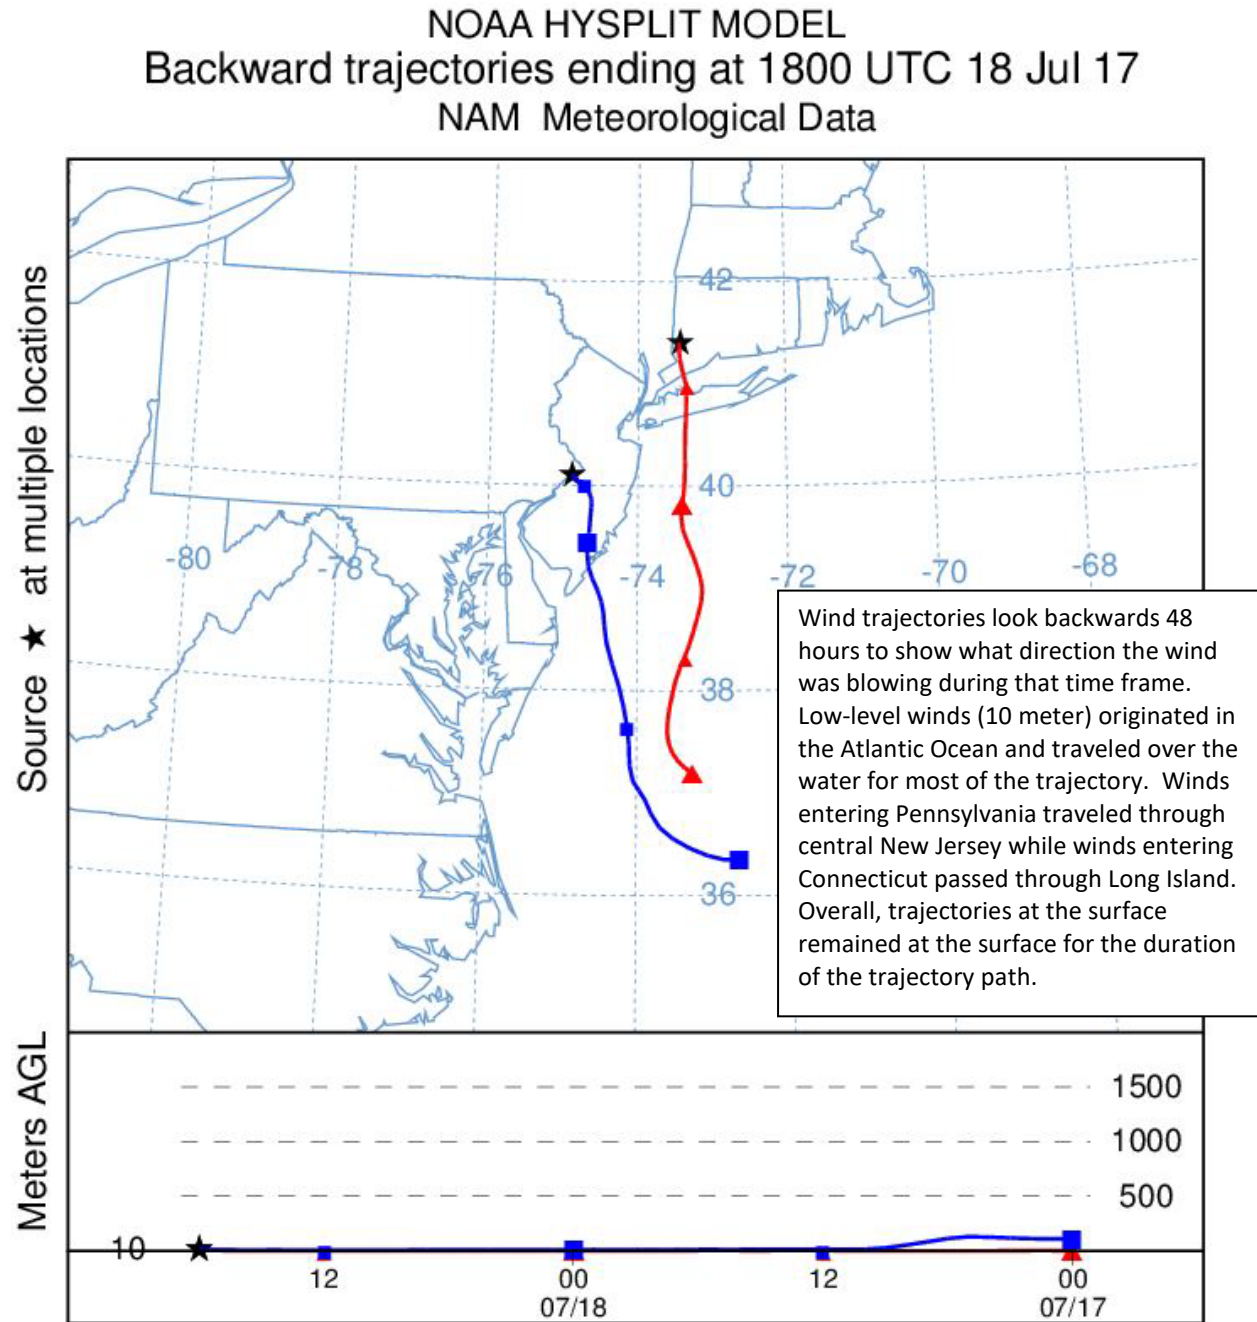 NOAA HYSPLIT MODEL
Backward trajectories ending at 1800 UTC 18 Jul 17
NAM Meteorological Data
Source ★ at multiple locations
42
40
-80
-78
-76
-74
-72
-70
-68
38
36
Wind trajectories look backwards 48
hours to show what direction the wind
was blowing during that time frame.
Low-level winds (10 meter) originated in
the Atlantic Ocean and traveled over the
water for most of the trajectory. Winds
entering Pennsylvania traveled through
central New Jersey while winds entering
Connecticut passed through Long Island.
Overall, trajectories at the surface
remained at the surface for the duration
of the trajectory path.
Meters AGL
1500
1000
500
10
12 00 12 00
07/18 07/17